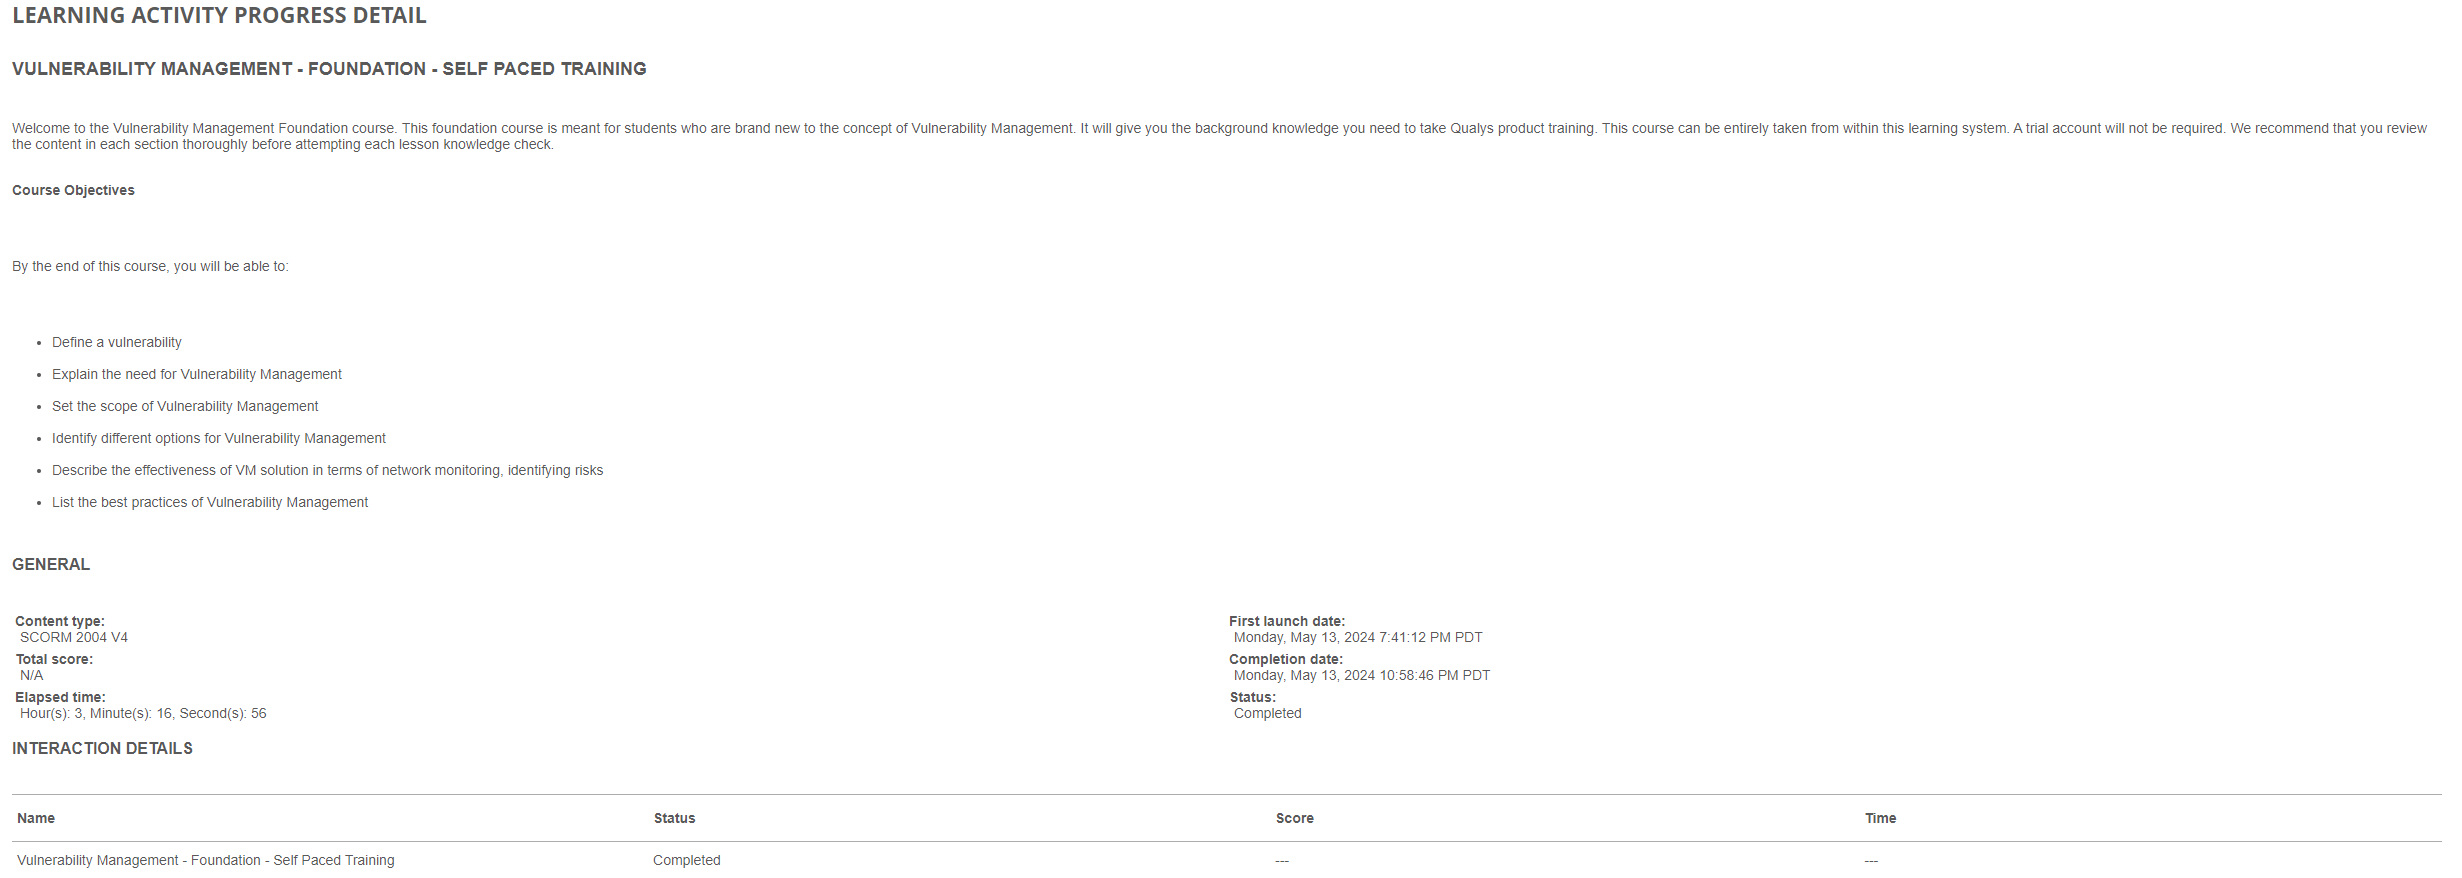 LEARNING ACTIVITY PROGRESS DETAIL
VULNERABILITY MANAGEMENT - FOUNDATION - SELF PACED TRAINING
Welcome to the Vulnerability Management Foundation course. This foundation course is meant for students who are brand new to the concept of Vulnerability Management. It will give you the background knowledge you need to take Qualys product training. This course can be entirely taken from within this learning system. A trial account will not be required. We recommend that you review
the content in each section thoroughly before attempting each lesson knowledge check.
Course Objectives
By the end of this course, you will be able to:
• Define a vulnerability
• Explain the need for Vulnerability Management
• Set the scope of Vulnerability Management
• Identify different options for Vulnerability Management
• Describe the effectiveness of VM solution in terms of network monitoring, identifying risks
• List the best practices of Vulnerability Management
GENERAL
Content type:
SCORM 2004 V4
Total score:
N/A
Elapsed time:
Hour(s): 3, Minute(s): 16, Second(s): 56
First launch date:
Monday, May 13, 2024 7:41:12 PM PDT
Completion date:
Monday, May 13, 2024 10:58:46 PM PDT
Status:
Completed
INTERACTION DETAILS
Name Status Score Time
Vulnerability Management - Foundation - Self Paced Training Completed --- ---